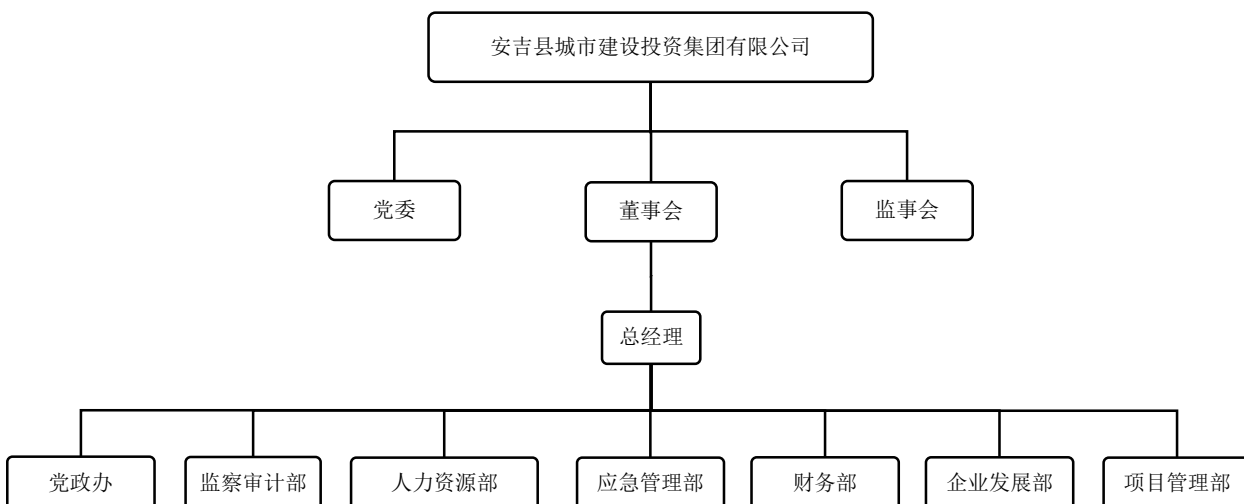 安吉县城市建设投资集团有限公司
党委
董事会
监事会
总经理
党政办
监察审计部
人力资源部
应急管理部
财务部
企业发展部
项目管理部